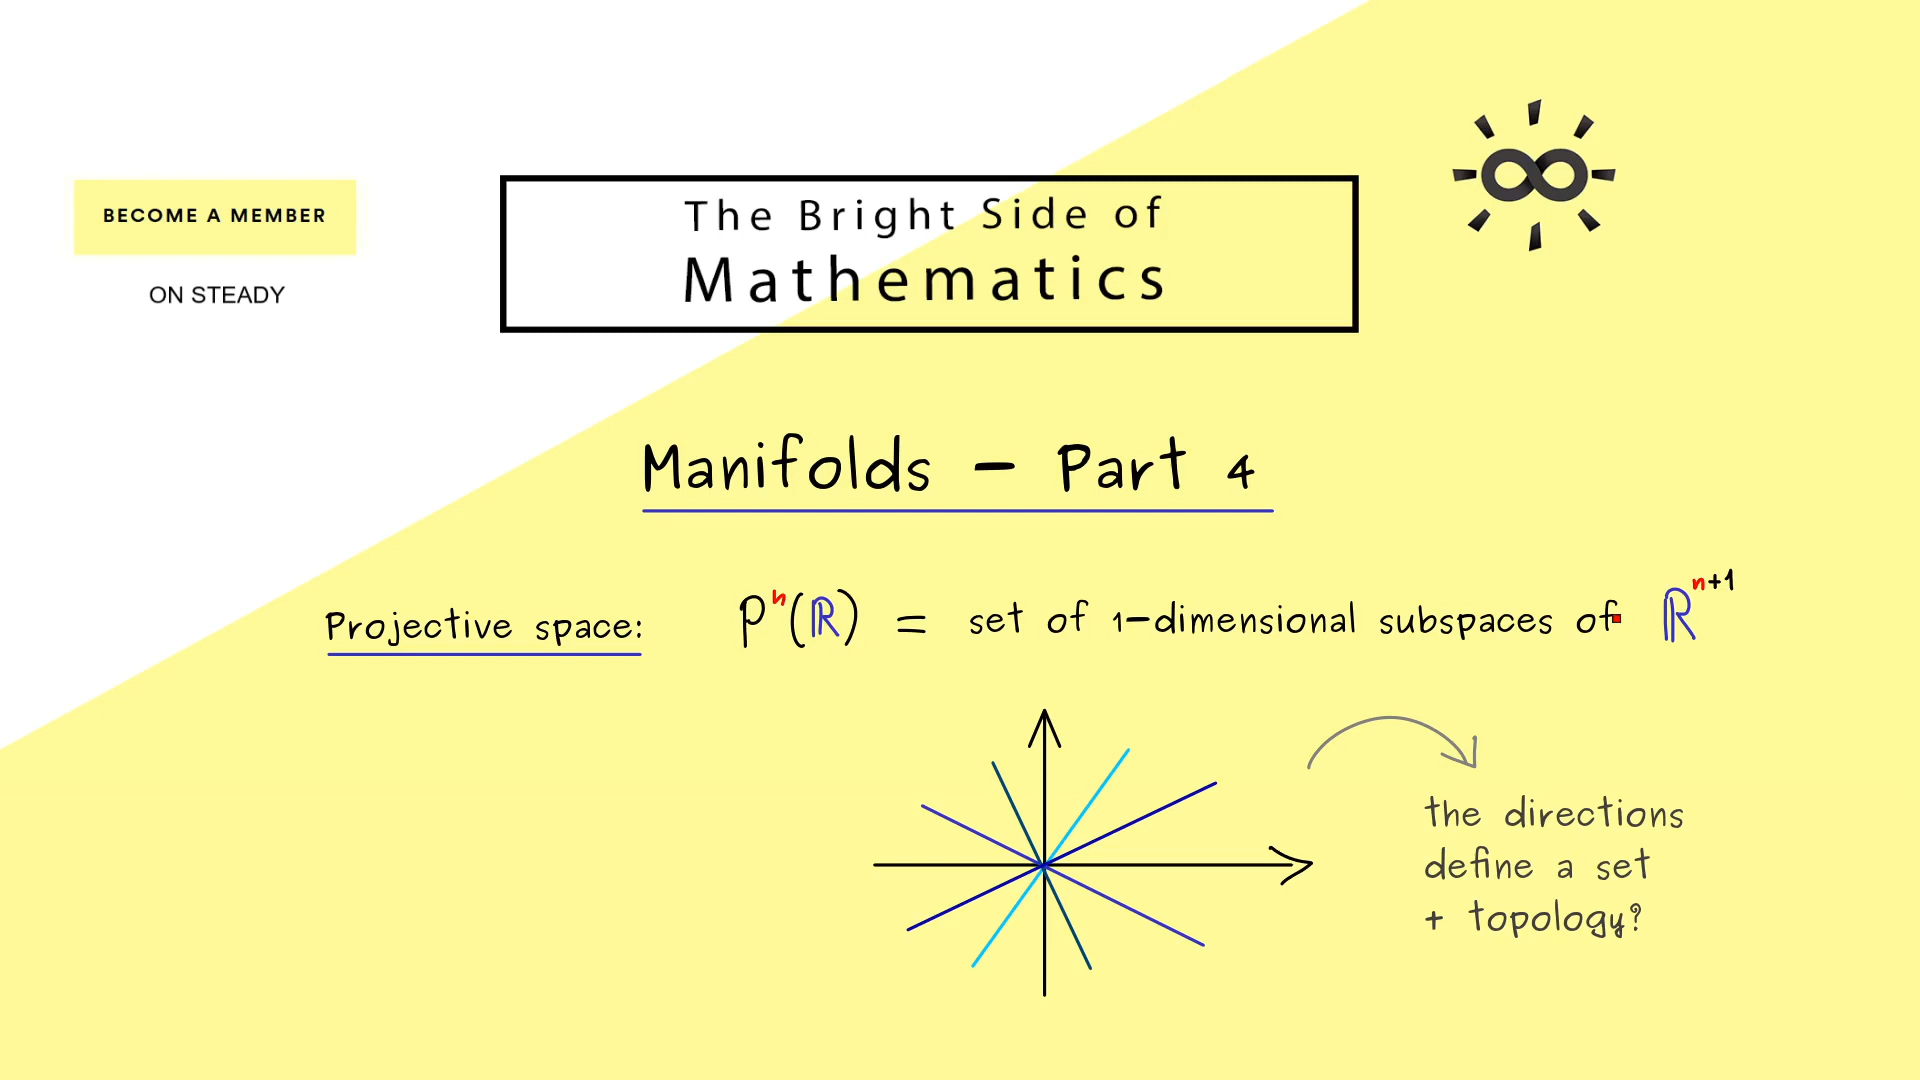 BECOME A MEMBER
ON STEADY
The Bright Side of
Mathematics
Manifolds - Part 4
Projective space: Pⁿ(ℝ) = set of 1-dimensional subspaces of ℝⁿ⁺¹
the directions
define a set
+ topology?